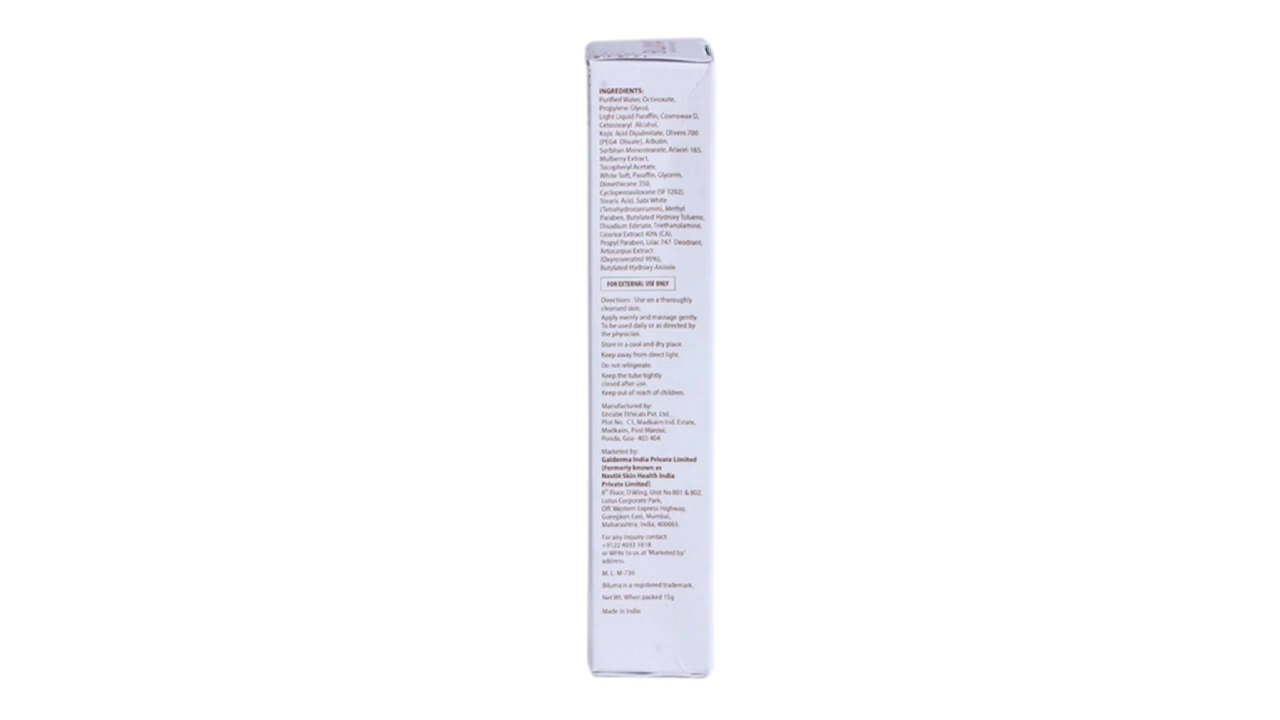 INGREDIENTS:
Purified Water, Octinoxate,
Propylene Glycol,
Light Liquid Paraffin, Cosmowax D,
Cetostearyl Alcohol,
Kojic Acid Dipalmitate, Olivem 700
(PEG4 Olivate), Arbutin,
Sorbitan Monostearate, Arlacel 165,
Mulberry Extract,
Tocopheryl Acetate,
White Soft, Paraffin, Glycerin,
Dimethicone 350,
Cyclopentasiloxane (SF 1202),
Stearic Acid, Sabi White
(Tetrahydrocurcumin), Methyl
Paraben, Butylated Hydroxy Toluene,
Disodium Edetate, Triethanolamine,
Licorice Extract 40% (CA),
Propyl Paraben, Lilac 747 Deodrant,
Artocarpus Extract
(Oxyresveratrol 95%),
Butylated Hydroxy Anisole
FOR EXTERNAL USE ONLY
Directions : Use on a thoroughly
cleansed skin.
Apply evenly and massage gently.
To be used daily or as directed by
the physician.
Store in a cool and dry place.
Keep away from direct light.
Do not refrigerate.
Keep the tube tightly
closed after use.
Keep out of reach of children.
Manufactured by:
Encube Ethicals Pvt. Ltd.
Plot No. C1, Madkaim Ind. Estate,
Madkaim, Post Mardol,
Ponda, Goa- 403 404
Marketed by:
Galderma India Private Limited
(Formerly known as
Nestlé Skin Health India
Private Limited)
8th Floor, D Wing, Unit No 801 & 802,
Lotus Corporate Park,
Off. Western Express Highway,
Goregaon East, Mumbai,
Maharashtra, India, 400063.
For any inquiry contact:
+9122 4033 1818
or Write to us at 'Marketed by'
address.
M. L. M-736
Biluma is a registered trademark.
Net Wt. When packed 15g
Made in India